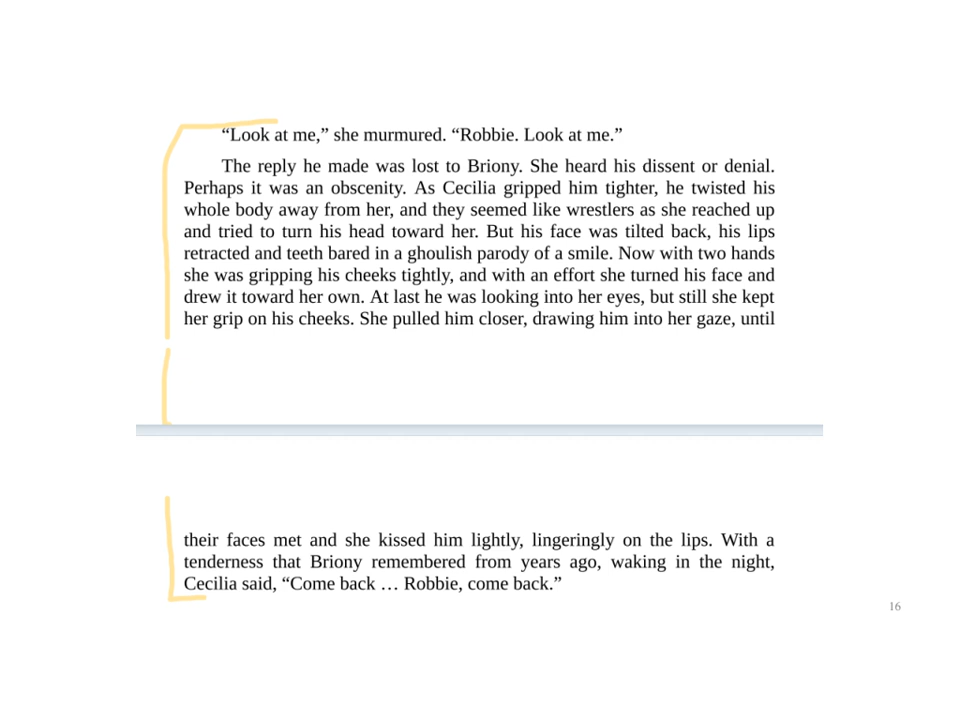 “Look at me,” she murmured. “Robbie. Look at me.”
The reply he made was lost to Briony. She heard his dissent or denial.
Perhaps it was an obscenity. As Cecilia gripped him tighter, he twisted his
whole body away from her, and they seemed like wrestlers as she reached up
and tried to turn his head toward her. But his face was tilted back, his lips
retracted and teeth bared in a ghoulish parody of a smile. Now with two hands
she was gripping his cheeks tightly, and with an effort she turned his face and
drew it toward her own. At last he was looking into her eyes, but still she kept
her grip on his cheeks. She pulled him closer, drawing him into her gaze, until
their faces met and she kissed him lightly, lingeringly on the lips. With a
tenderness that Briony remembered from years ago, waking in the night,
Cecilia said, “Come back … Robbie, come back.”
16